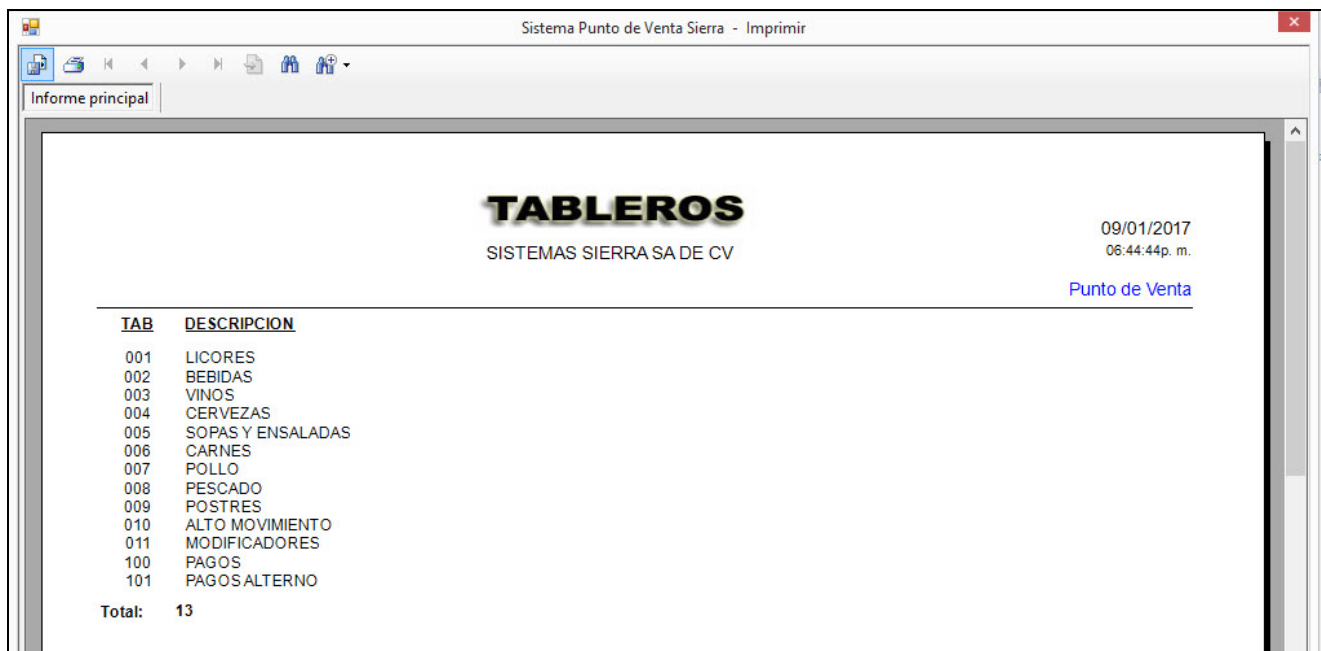 Sistema Punto de Venta Sierra - Imprimir
Informe principal
TABLEROS
09/01/2017
SISTEMAS SIERRA SA DE CV
06:44:44p. m.
Punto de Venta
TAB DESCRIPCION
001 LICORES
002 BEBIDAS
003 VINOS
004 CERVEZAS
005 SOPAS Y ENSALADAS
006 CARNES
007 POLLO
008 PESCADO
009 POSTRES
010 ALTO MOVIMIENTO
011 MODIFICADORES
100 PAGOS
101 PAGOS ALTERNO
Total: 13